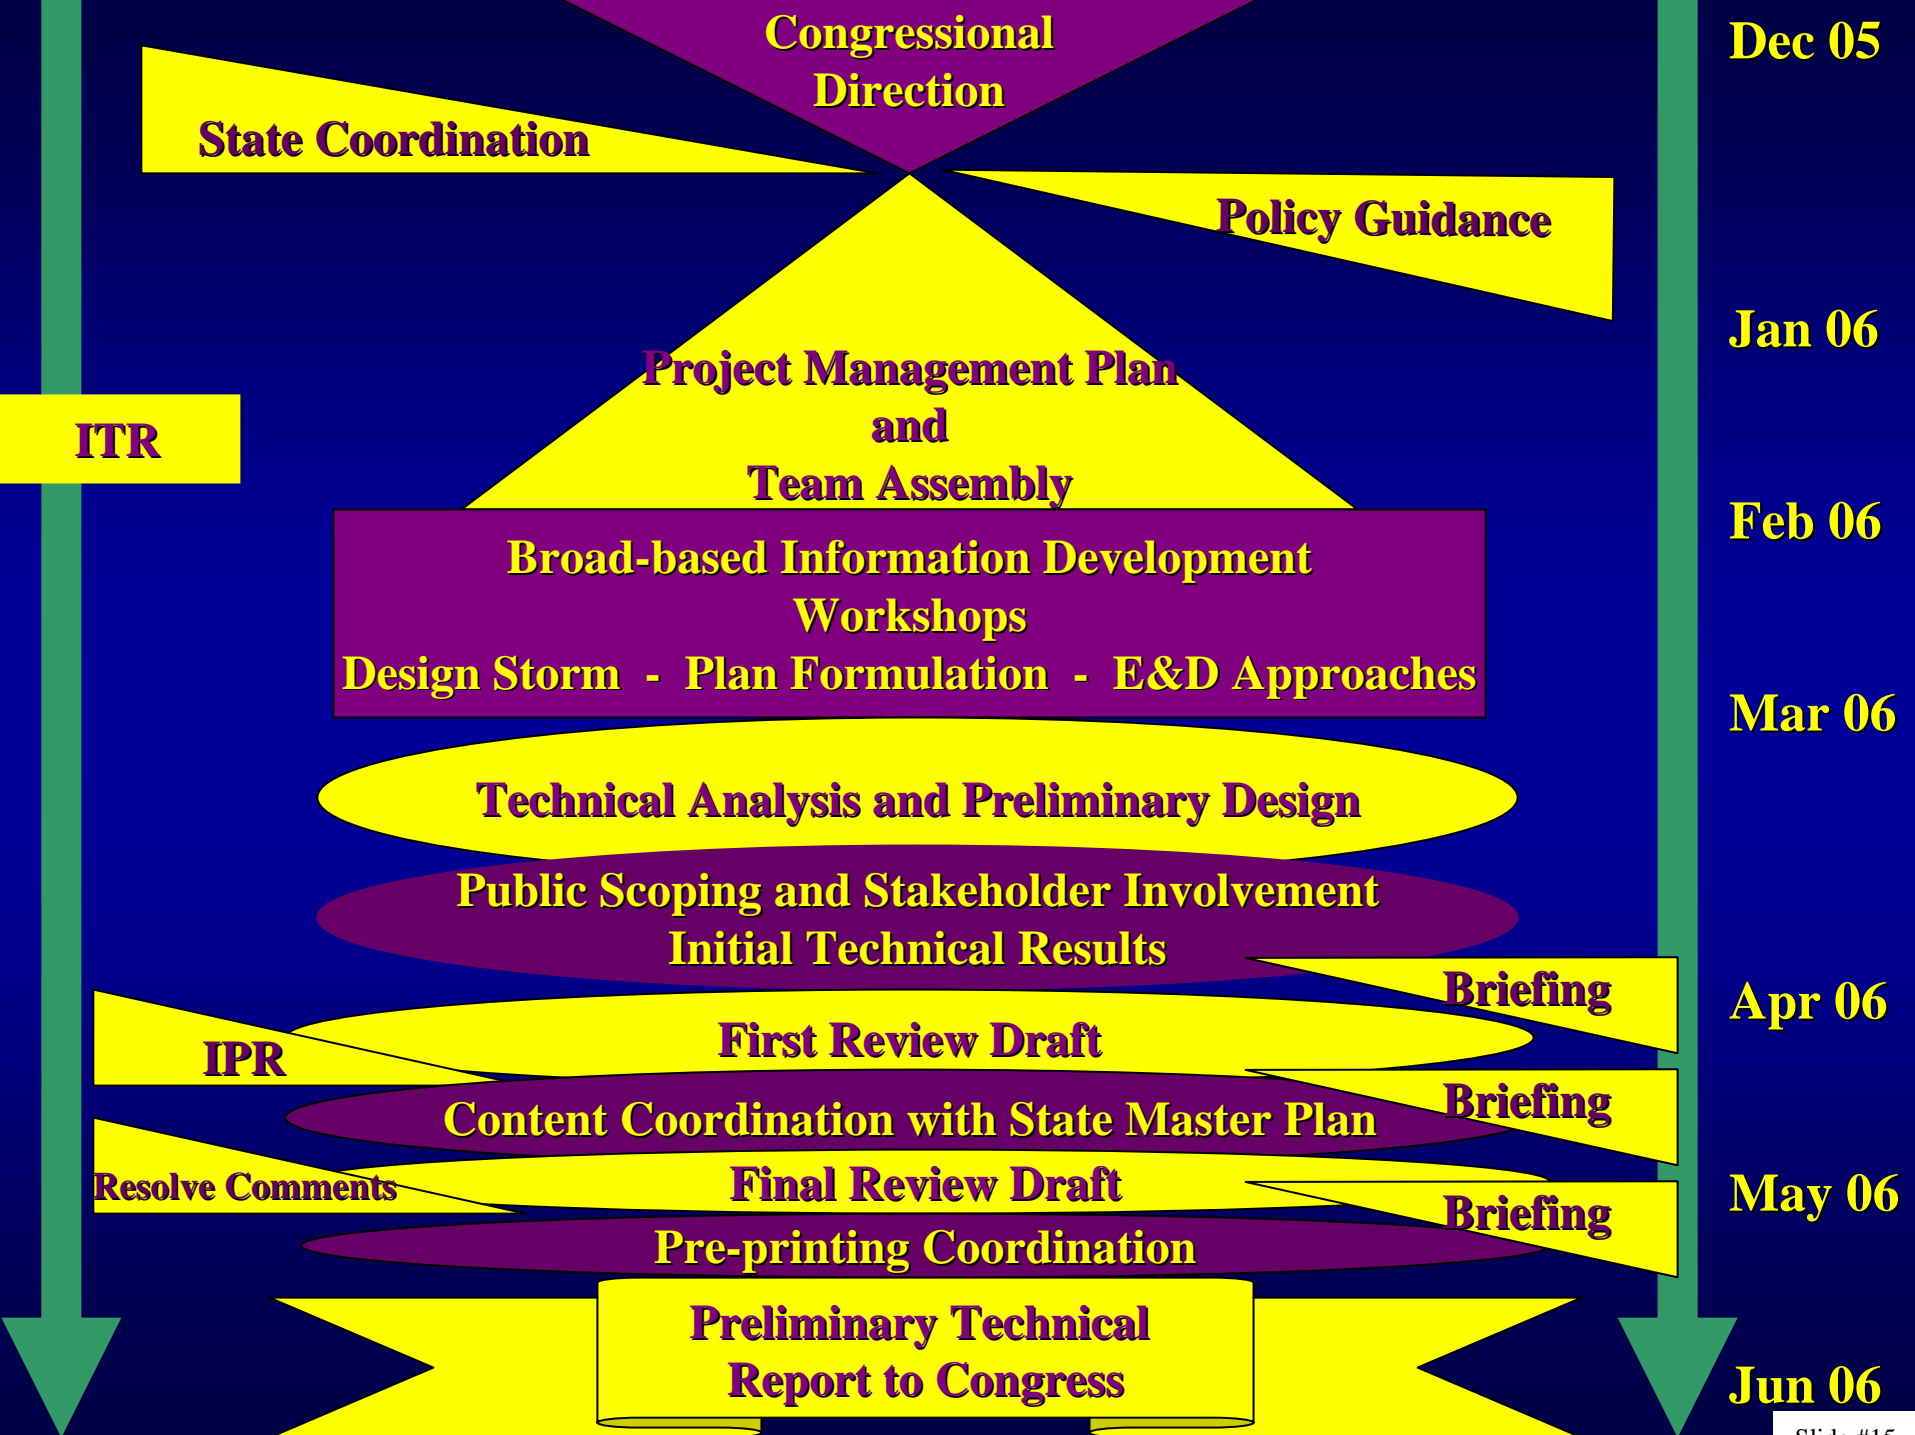 Congressional
Direction
Dec 05
State Coordination
Policy Guidance
Jan 06
Project Management Plan
and
Team Assembly
ITR
Feb 06
Broad-based Information Development
Workshops
Design Storm - Plan Formulation - E&D Approaches
Mar 06
Technical Analysis and Preliminary Design
Public Scoping and Stakeholder Involvement
Initial Technical Results
Briefing
Apr 06
First Review Draft
IPR
Briefing
Content Coordination with State Master Plan
Resolve Comments
Final Review Draft
May 06
Briefing
Pre-printing Coordination
Preliminary Technical
Report to Congress
Jun 06
Slide #15